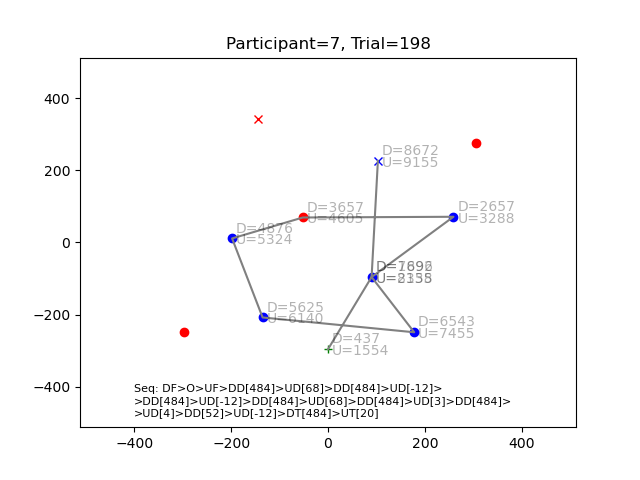 Participant=7, Trial=198
400
200
0
−200
−400
−400
−200
0
200
400
D=8672
U=9155
D=3657
U=4605
D=2657
U=3288
D=4876
U=5324
D=5625
U=6140
D=6543
U=7455
D=437
U=1554
Seq: DF>O>UF>DD[484]>UD[68]>DD[484]>UD[-12]>
>DD[484]>UD[-12]>DD[484]>UD[68]>DD[484]>UD[3]>DD[484]>
>UD[4]>DD[52]>UD[-12]>DT[484]>UT[20]